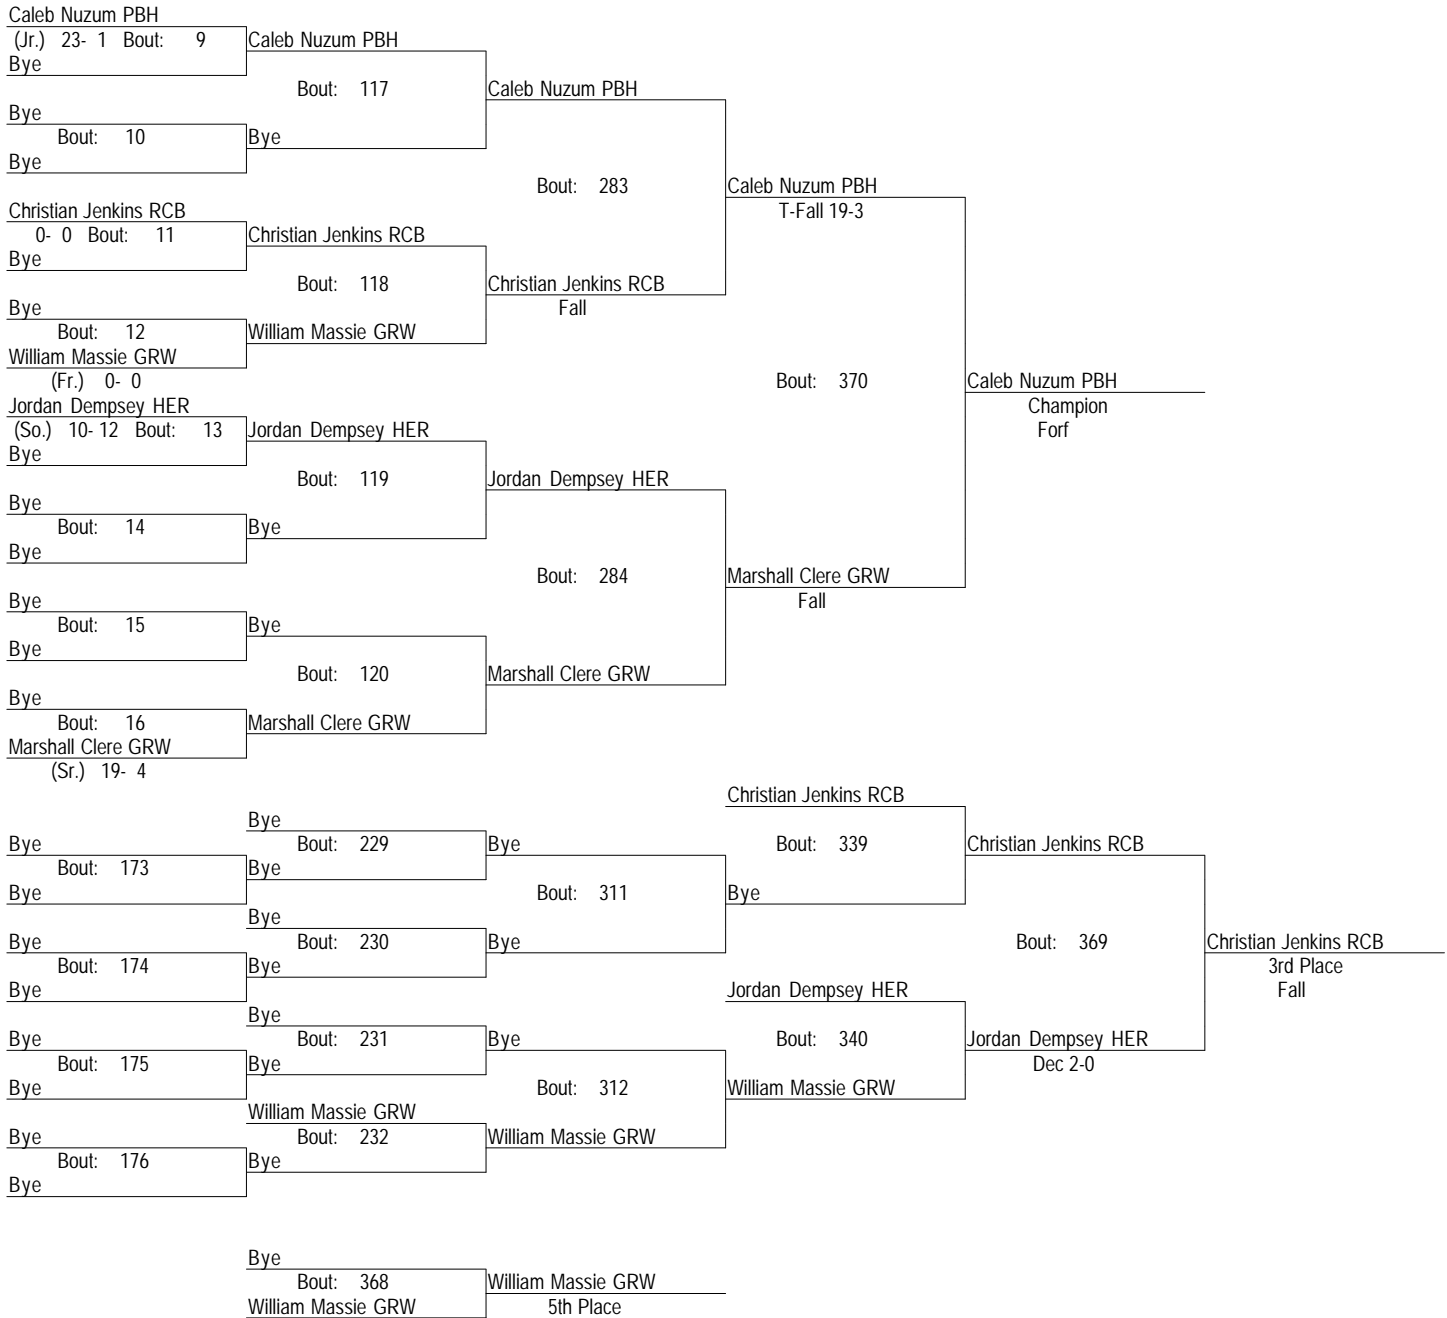 Caleb Nuzum PBH
(Jr.) 23- 1 Bout: 9 Caleb Nuzum PBH
Bye
Bout: 117 Caleb Nuzum PBH
Bye
Bout: 10 Bye
Bye
Bout: 283 Caleb Nuzum PBH
Christian Jenkins RCB T-Fall 19-3
0- 0 Bout: 11 Christian Jenkins RCB
Bye
Bout: 118 Christian Jenkins RCB
Bye Fall
Bout: 12 William Massie GRW
William Massie GRW
(Fr.) 0- 0 Bout: 370 Caleb Nuzum PBH
Jordan Dempsey HER Champion
(So.) 10- 12 Bout: 13 Jordan Dempsey HER Forf
Bye
Bout: 119 Jordan Dempsey HER
Bye
Bout: 14 Bye
Bye
Bout: 284 Marshall Clere GRW
Bye Fall
Bout: 15 Bye
Bye
Bout: 120 Marshall Clere GRW
Bye
Bout: 16 Marshall Clere GRW
Marshall Clere GRW
(Sr.) 19- 4
Christian Jenkins RCB
Bye
Bye Bout: 229 Bye Bout: 339 Christian Jenkins RCB
Bout: 173 Bye
Bye Bout: 311 Bye
Bye
Bye Bout: 230 Bye Bout: 369 Christian Jenkins RCB
Bout: 174 Bye 3rd Place
Bye Jordan Dempsey HER Fall
Bye
Bye Bout: 231 Bye Bout: 340 Jordan Dempsey HER
Bout: 175 Bye Dec 2-0
Bye Bout: 312 William Massie GRW
William Massie GRW
Bye Bout: 232 William Massie GRW
Bout: 176 Bye
Bye
Bye
Bout: 368 William Massie GRW
William Massie GRW 5th Place